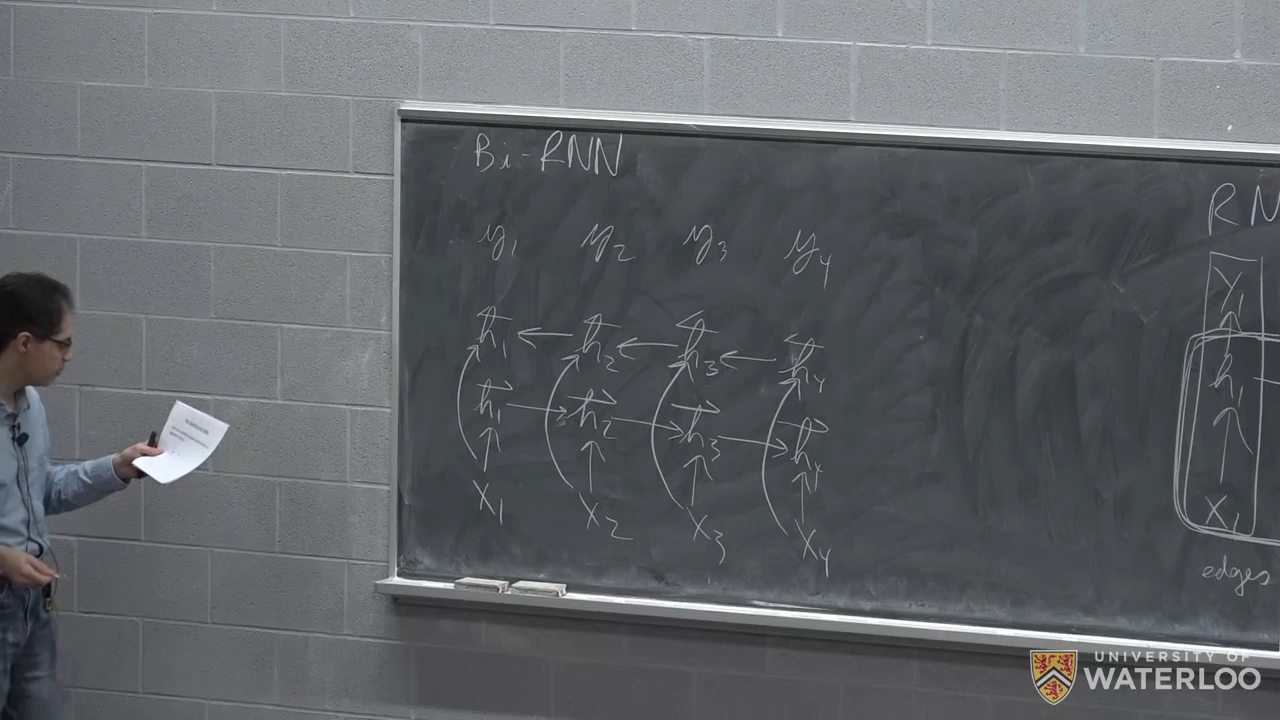 Bi-RNN
y₁ y₂ y₃ y₄
h₁ h₂ h₃ h₄
h₁ h₂ h₃ h₄
x₁ x₂ x₃ x₄
RN
Y₁
h₁
X₁
edges
UNIVERSITY OF
WATERLOO